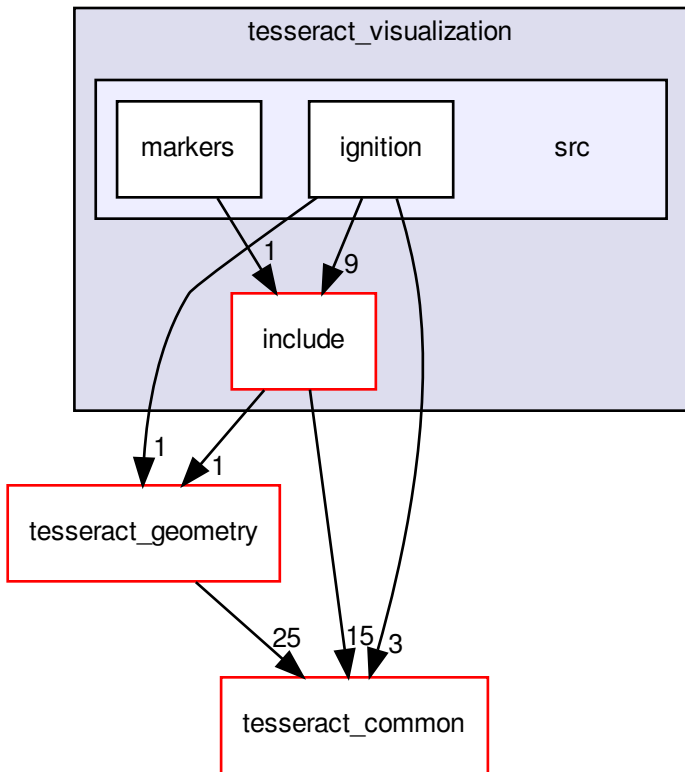 tesseract_visualization
markers
ignition
src
1
9
include
1
1
tesseract_geometry
25
15
3
tesseract_common